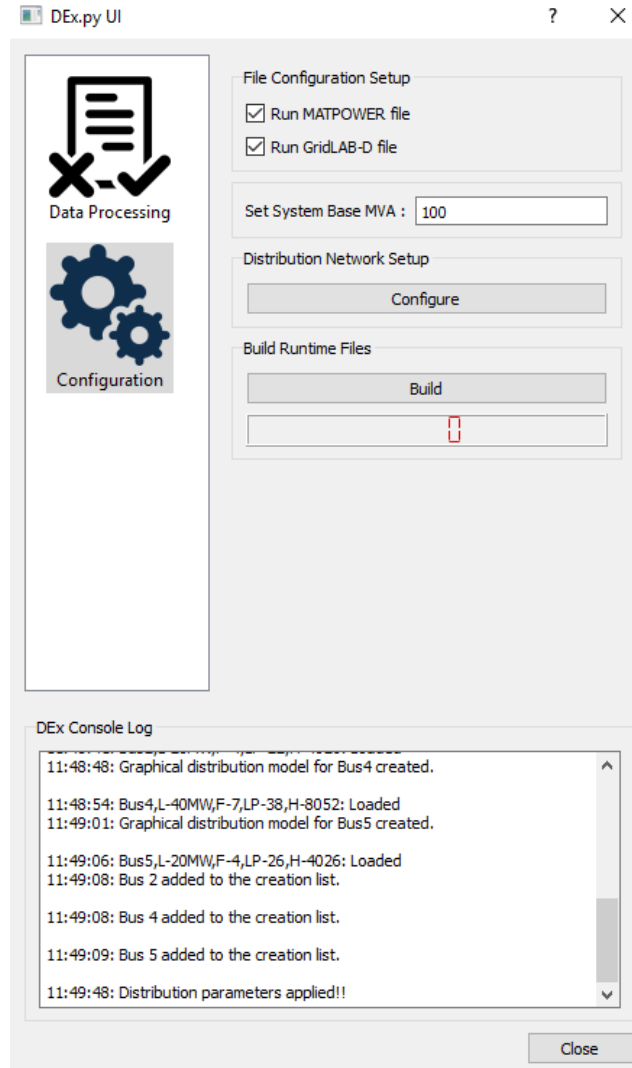 DEx.py UI
? ×
File Configuration Setup
Run MATPOWER file
Run GridLAB-D file
Data Processing
Set System Base MVA : 100
Distribution Network Setup
Configure
Configuration
Build Runtime Files
Build
0
DEx Console Log
11:48:48: Graphical distribution model for Bus4 created.
11:48:54: Bus4,L-40MW,F-7,LP-38,H-8052: Loaded
11:49:01: Graphical distribution model for Bus5 created.
11:49:06: Bus5,L-20MW,F-4,LP-26,H-4026: Loaded
11:49:08: Bus 2 added to the creation list.
11:49:08: Bus 4 added to the creation list.
11:49:09: Bus 5 added to the creation list.
11:49:48: Distribution parameters applied!!
Close